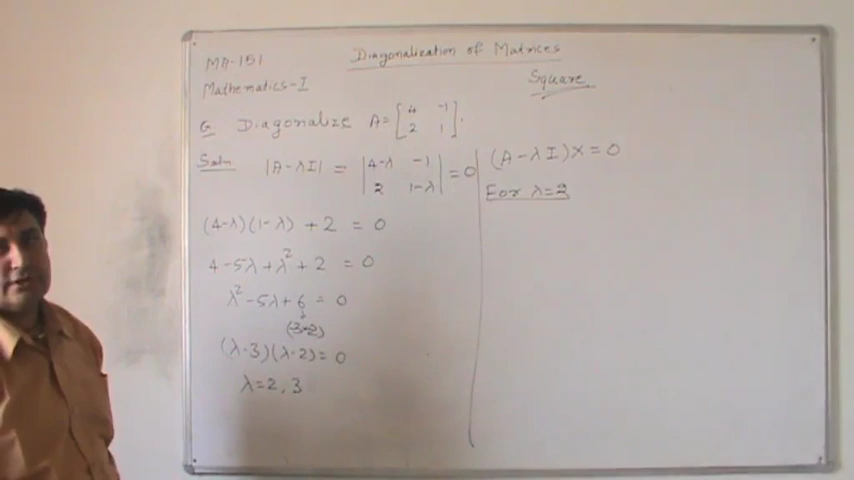 MA-151
Diagonalization of Matrices
Mathematics-I
Square
Q. Diagonalize A = [4 -1; 2 1].
Soln. |A-λI| = |4-λ -1; 2 1-λ| = 0
(4-λ)(1-λ) + 2 = 0
4-5λ+λ²+2 = 0
λ²-5λ+6 = 0
(λ-3)(λ-2) = 0
λ=2, 3
(A-λI)X = 0
For λ=2